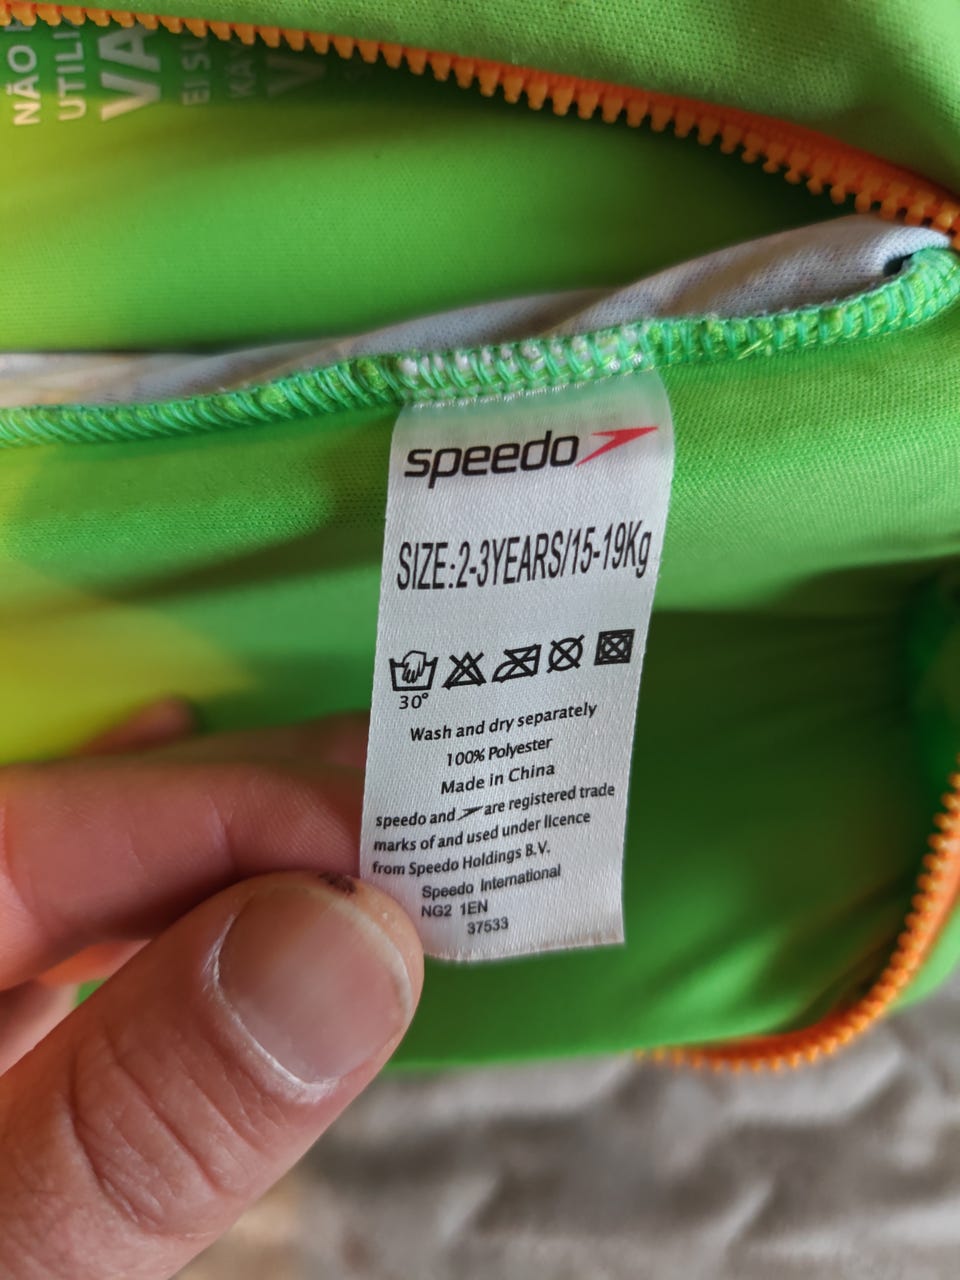 NÃO
UTILI
VA
speedo
SIZE:2-3YEARS/15-19Kg
30°
Wash and dry separately
100% Polyester
Made in China
speedo and are registered trade
marks of and used under licence
from Speedo Holdings B.V.
Speedo International
NG2 1EN
37533